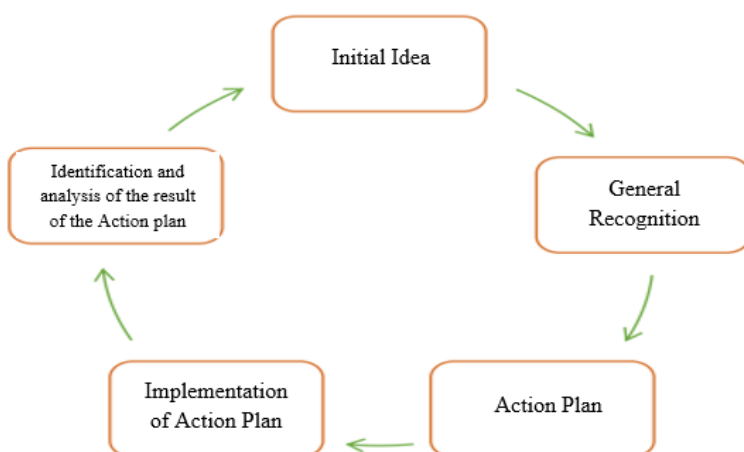 Initial Idea
General
Recognition
Action Plan
Implementation
of Action Plan
Identification and
analysis of the result
of the Action plan